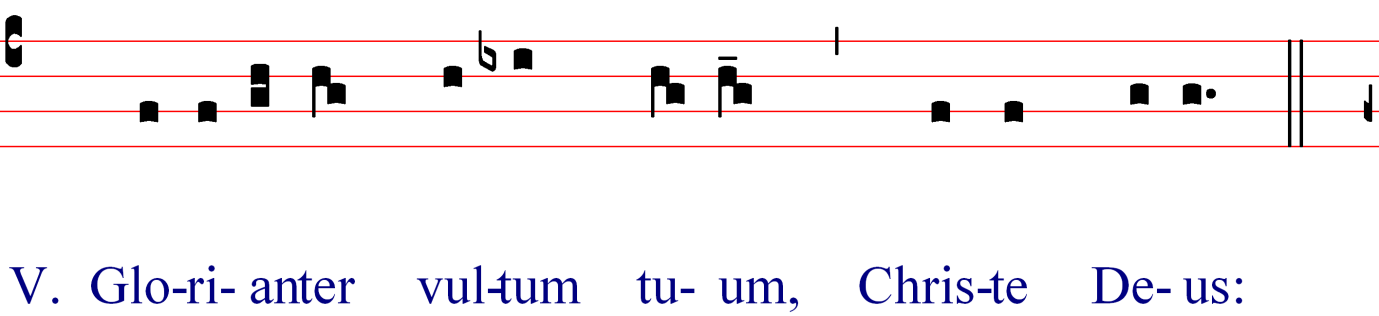 V. Glo-ri- anter vul-tum tu- um, Chris-te De- us: